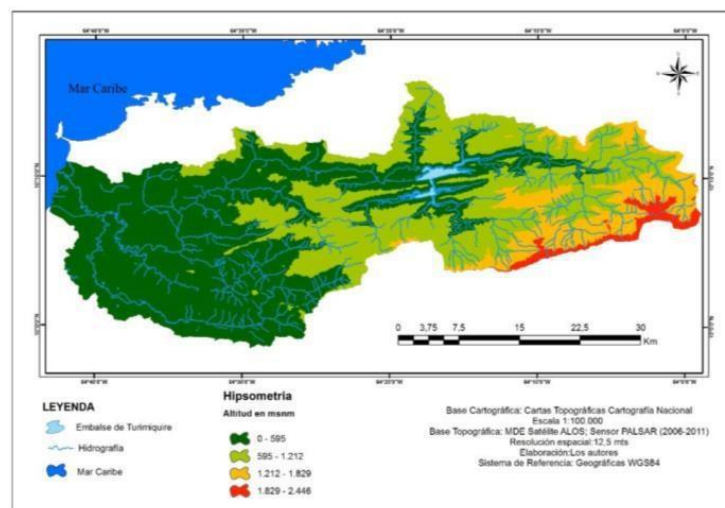 Mar Caribe
0 3,75 7,5 15 22,5 30
Km
LEYENDA
Embalse de Turimiquire
Hidrografía
Mar Caribe
Hipsometría
Altitud en msnm
0 - 595
595 - 1.212
1.212 - 1.829
1.829 - 2.446
Base Cartográfica: Cartas Topográficas Cartografía Nacional
Escala 1:100.000
Base Topográfica: MDE Satélite ALOS; Sensor PALSAR (2006-2011)
Resolución espacial:12,5 mts
Elaboración:Los autores
Sistema de Referencia: Geográficas WGS84